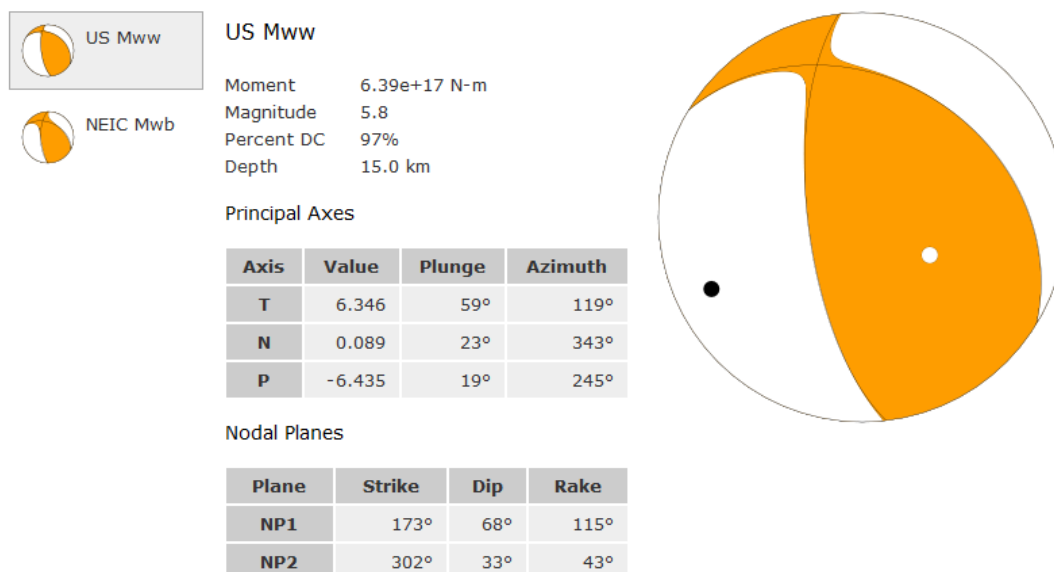 US Mww
NEIC Mwb
US Mww
Moment 6.39e+17 N-m
Magnitude 5.8
Percent DC 97%
Depth 15.0 km
Principal Axes
Axis Value Plunge Azimuth
T 6.346 59° 119°
N 0.089 23° 343°
P -6.435 19° 245°
Nodal Planes
Plane Strike Dip Rake
NP1 173° 68° 115°
NP2 302° 33° 43°